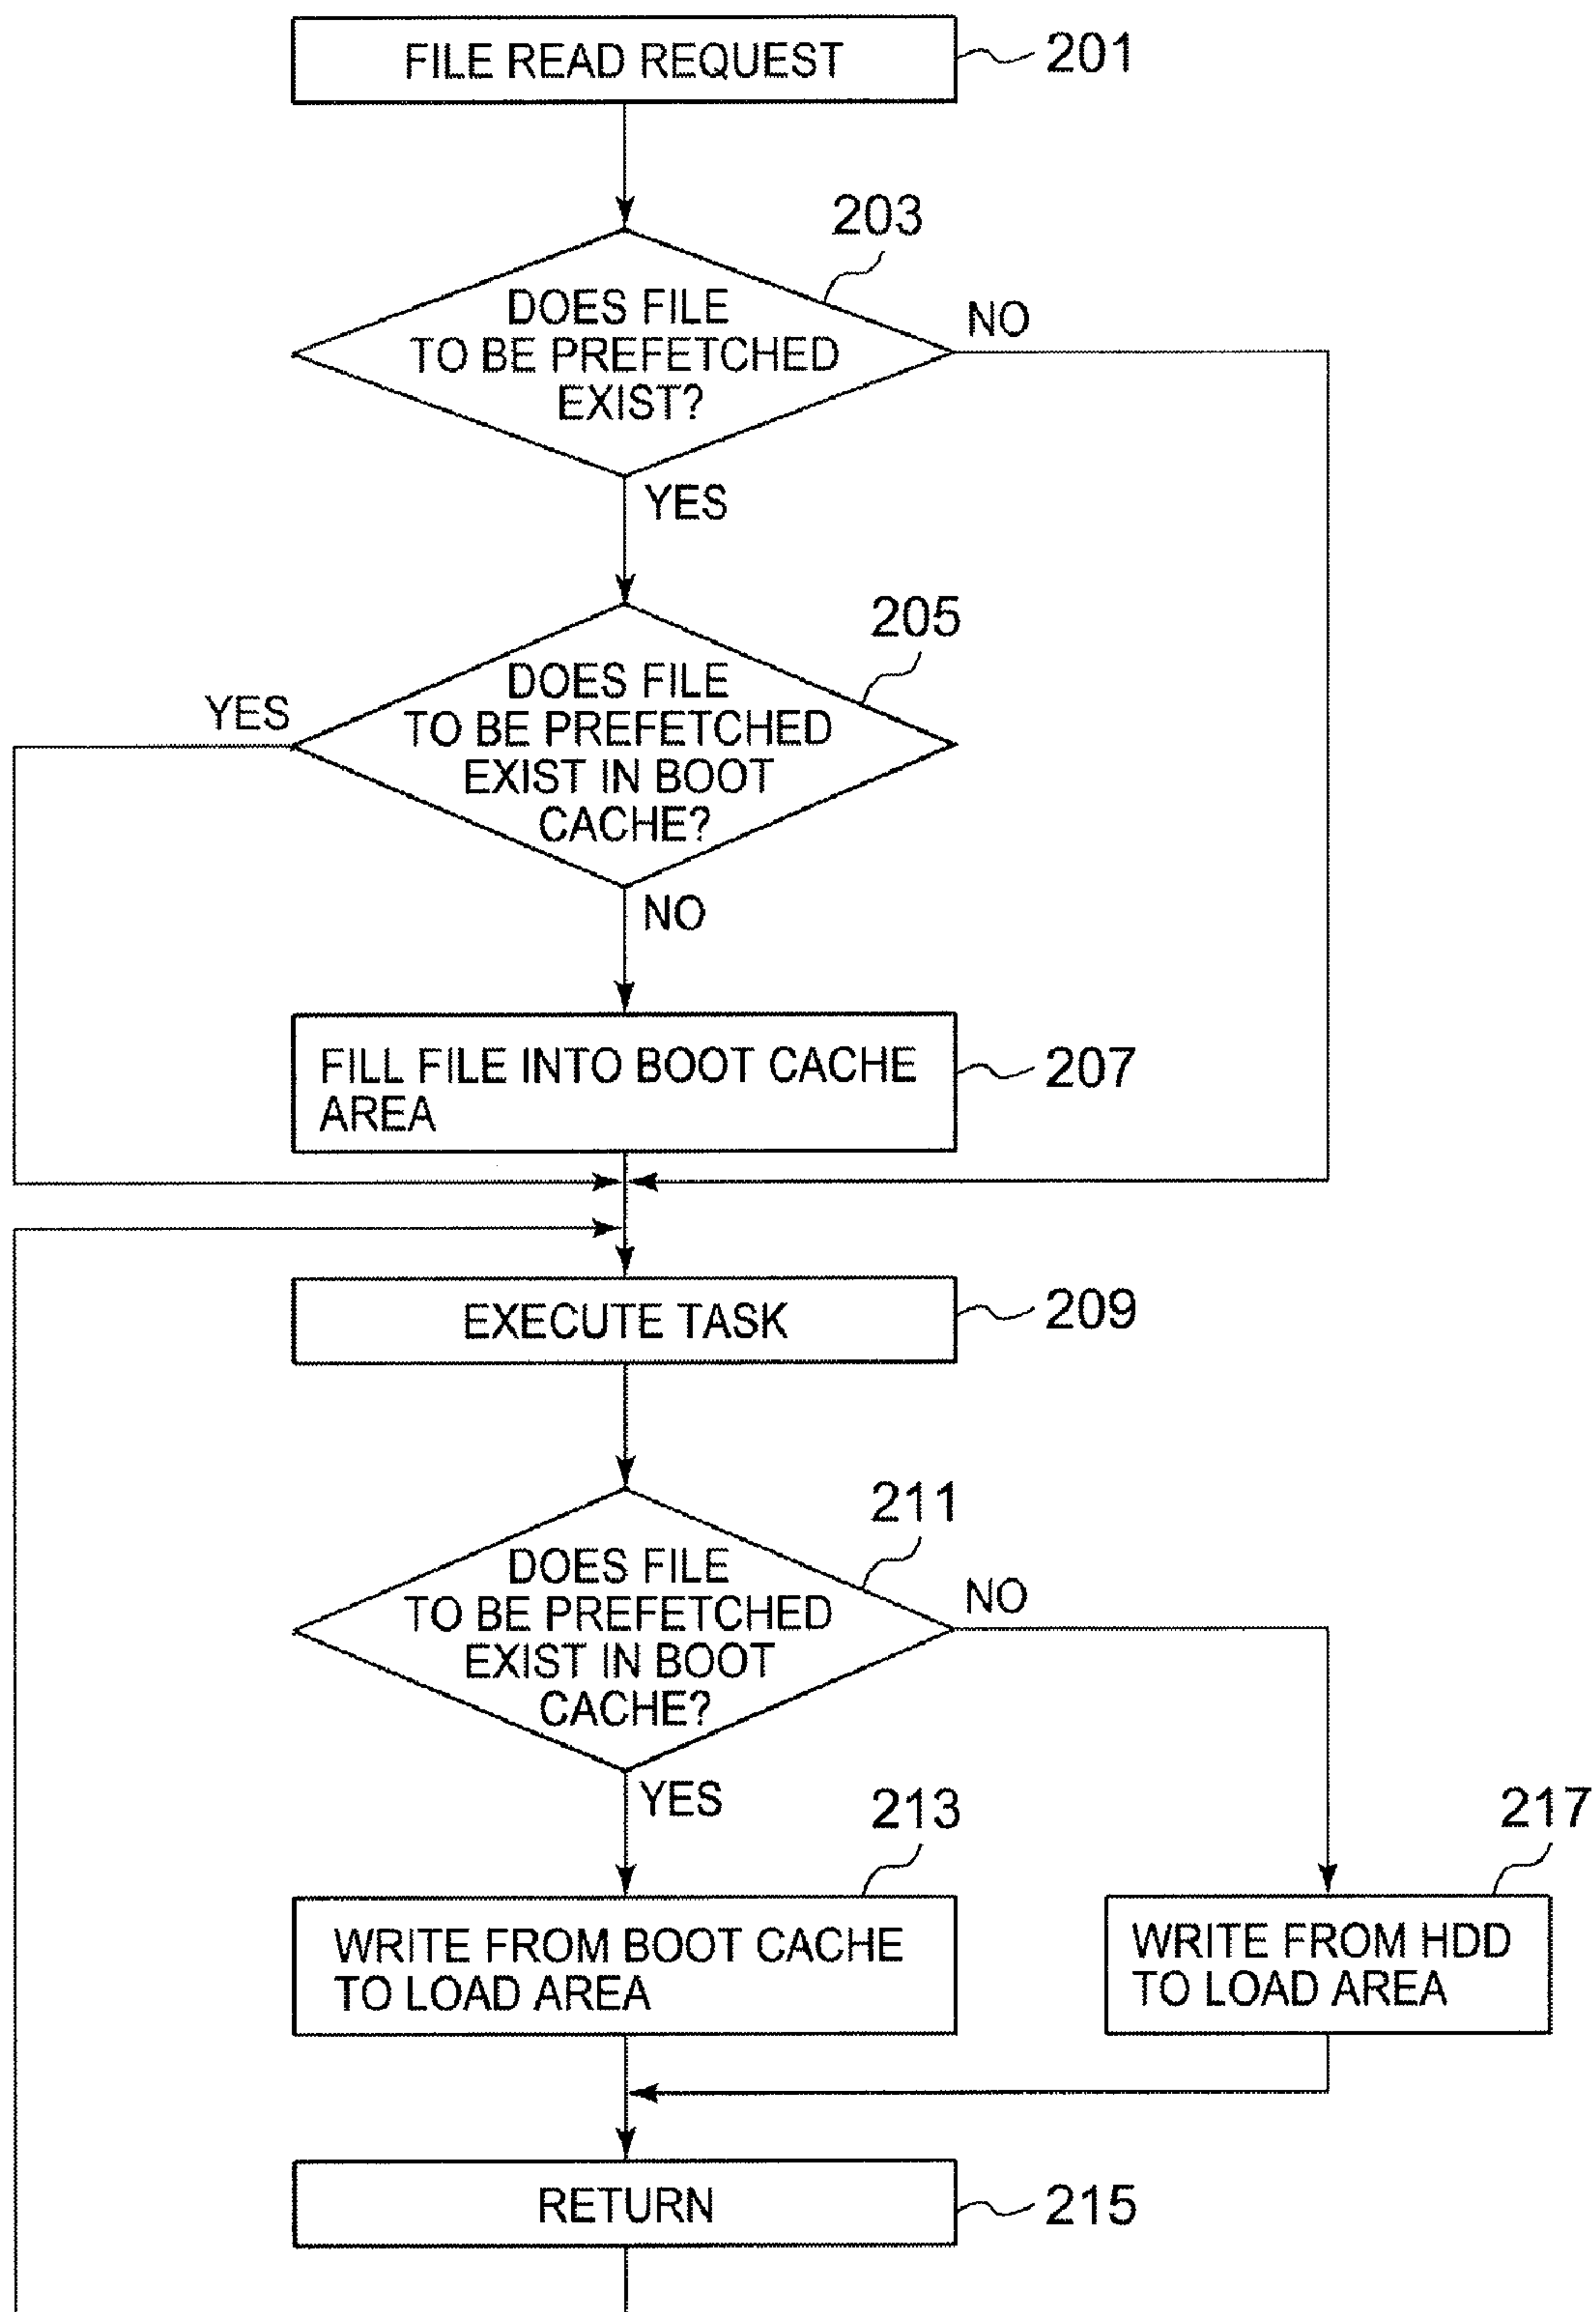 FILE READ REQUEST
201
203
DOES FILE
TO BE PREFETCHED
EXIST?
NO
YES
205
DOES FILE
TO BE PREFETCHED
EXIST IN BOOT
CACHE?
YES
NO
FILL FILE INTO BOOT CACHE
AREA
207
EXECUTE TASK
209
211
DOES FILE
TO BE PREFETCHED
EXIST IN BOOT
CACHE?
NO
YES
213
217
WRITE FROM BOOT CACHE
TO LOAD AREA
WRITE FROM HDD
TO LOAD AREA
RETURN
215